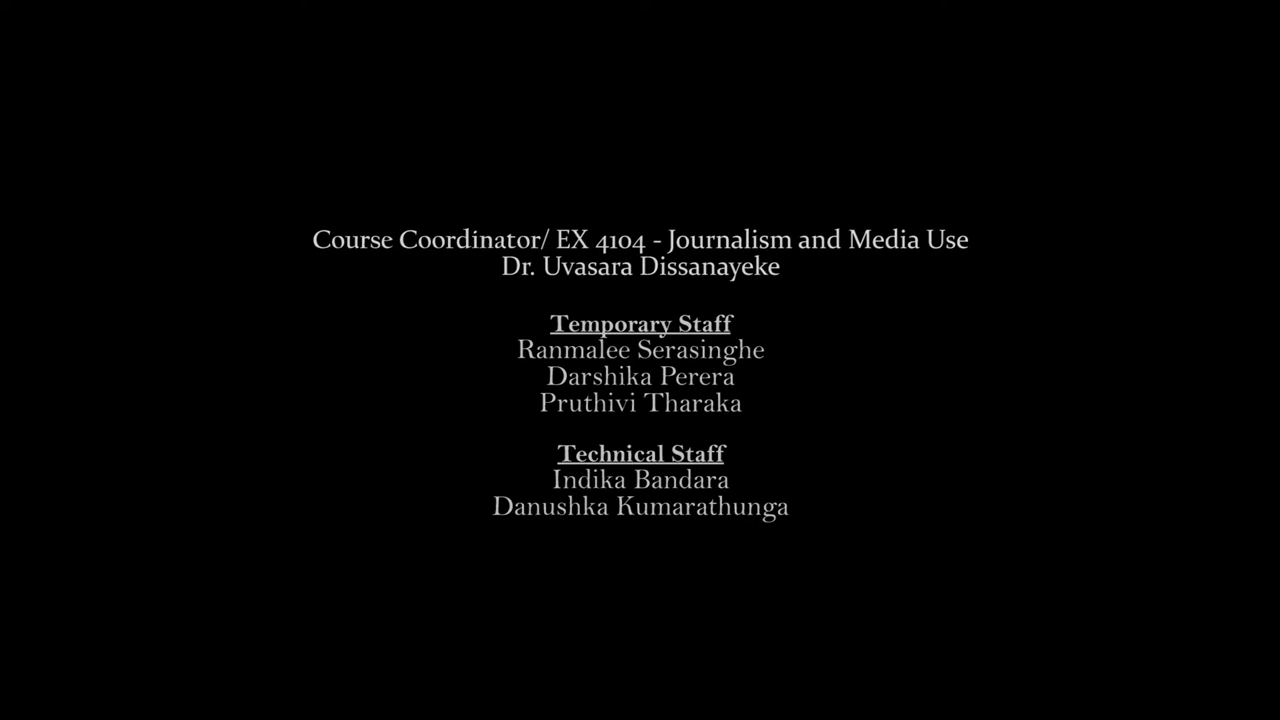 Course Coordinator/ EX 4104 - Journalism and Media Use
Dr. Uvasara Dissanayeke
Temporary Staff
Ranmalee Serasinghe
Darshika Perera
Pruthivi Tharaka
Technical Staff
Indika Bandara
Danushka Kumarathunga